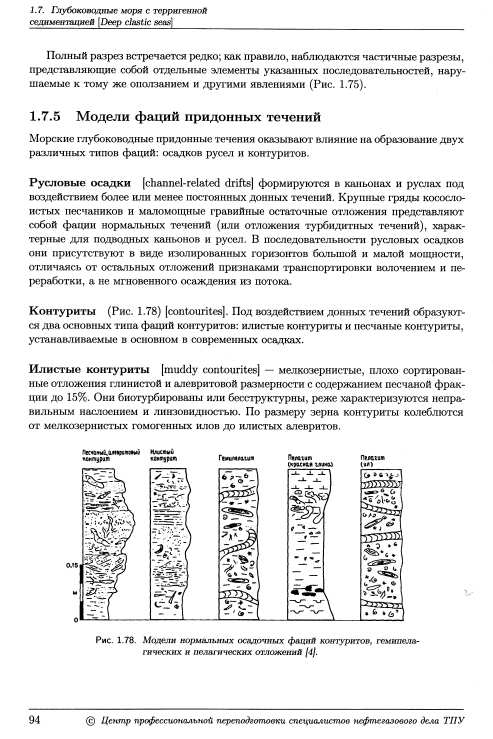 1.7. Глубоководные моря с терригенной
седиментацией [Deep clastic seas]
Полный разрез встречается редко; как правило, наблюдаются частичные разрезы,
представляющие собой отдельные элементы указанных последовательностей, нару-
шаемые к тому же оползанием и другими явлениями (Рис. 1.75).
1.7.5 Модели фаций придонных течений
Морские глубоководные придонные течения оказывают влияние на образование двух
различных типов фаций: осадков русел и контуритов.
Русловые осадки [channel-related drifts] формируются в каньонах и руслах под
воздействием более или менее постоянных донных течений. Крупные гряды кососло-
истых песчаников и маломощные гравийные остаточные отложения представляют
собой фации нормальных течений (или отложения турбидитных течений), харак-
терные для подводных каньонов и русел. В последовательности русловых осадков
они присутствуют в виде изолированных горизонтов большой и малой мощности,
отличаясь от остальных отложений признаками транспортировки волочением и пе-
реработки, а не мгновенного осаждения из потока.
Контуриты (Рис. 1.78) [contourites]. Под воздействием донных течений образуют-
ся два основных типа фаций контуритов: илистые контуриты и песчаные контуриты,
устанавливаемые в основном в современных осадках.
Илистые контуриты [muddy contourites] — мелкозернистые, плохо сортирован-
ные отложения глинистой и алевритовой размерности с содержанием песчаной фрак-
ции до 15%. Они биотурбированы или бесструктурны, реже характеризуются непра-
вильным наслоением и линзовидностью. По размеру зерна контуриты колеблются
от мелкозернистых гомогенных илов до илистых алевритов.
Песчаный, алевритовый контурит
Илистый контурит
Гемипелагит
Пелагит (красная глина)
Пелагит (ил)
0,15
м
0
Рис. 1.78. Модели нормальных осадочных фаций контуритов, гемипела-
гических и пелагических отложений [4].
94 © Центр профессиональной переподготовки специалистов нефтегазового дела ТПУ